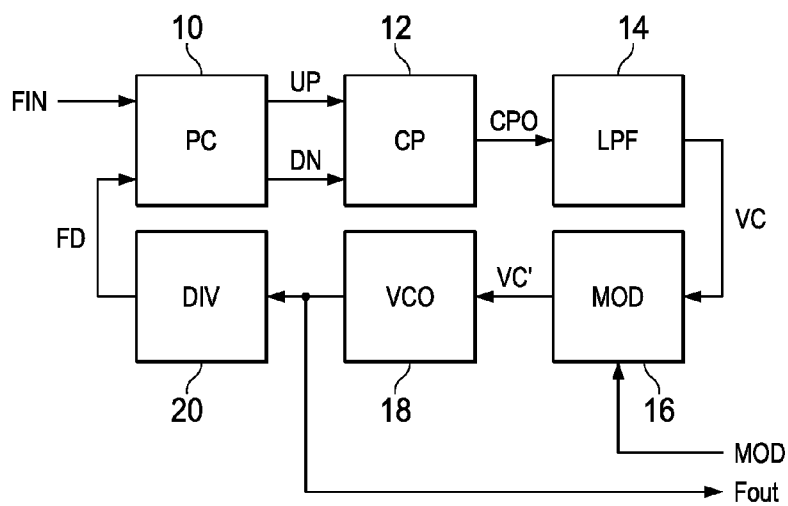 10
12
14
FIN
PC
UP
DN
CP
CPO
LPF
VC
FD
DIV
VCO
VC'
MOD
20
18
16
MOD
Fout